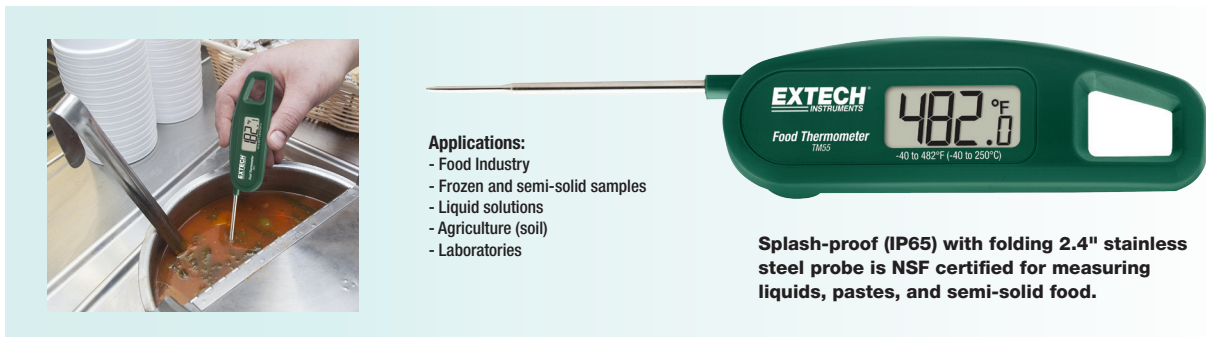 Applications:
- Food Industry
- Frozen and semi-solid samples
- Liquid solutions
- Agriculture (soil)
- Laboratories
EXTECH®
INSTRUMENTS
Food Thermometer
TM55
482.0 °F
-40 to 482°F (-40 to 250°C)
Splash-proof (IP65) with folding 2.4" stainless
steel probe is NSF certified for measuring
liquids, pastes, and semi-solid food.
EXTECH